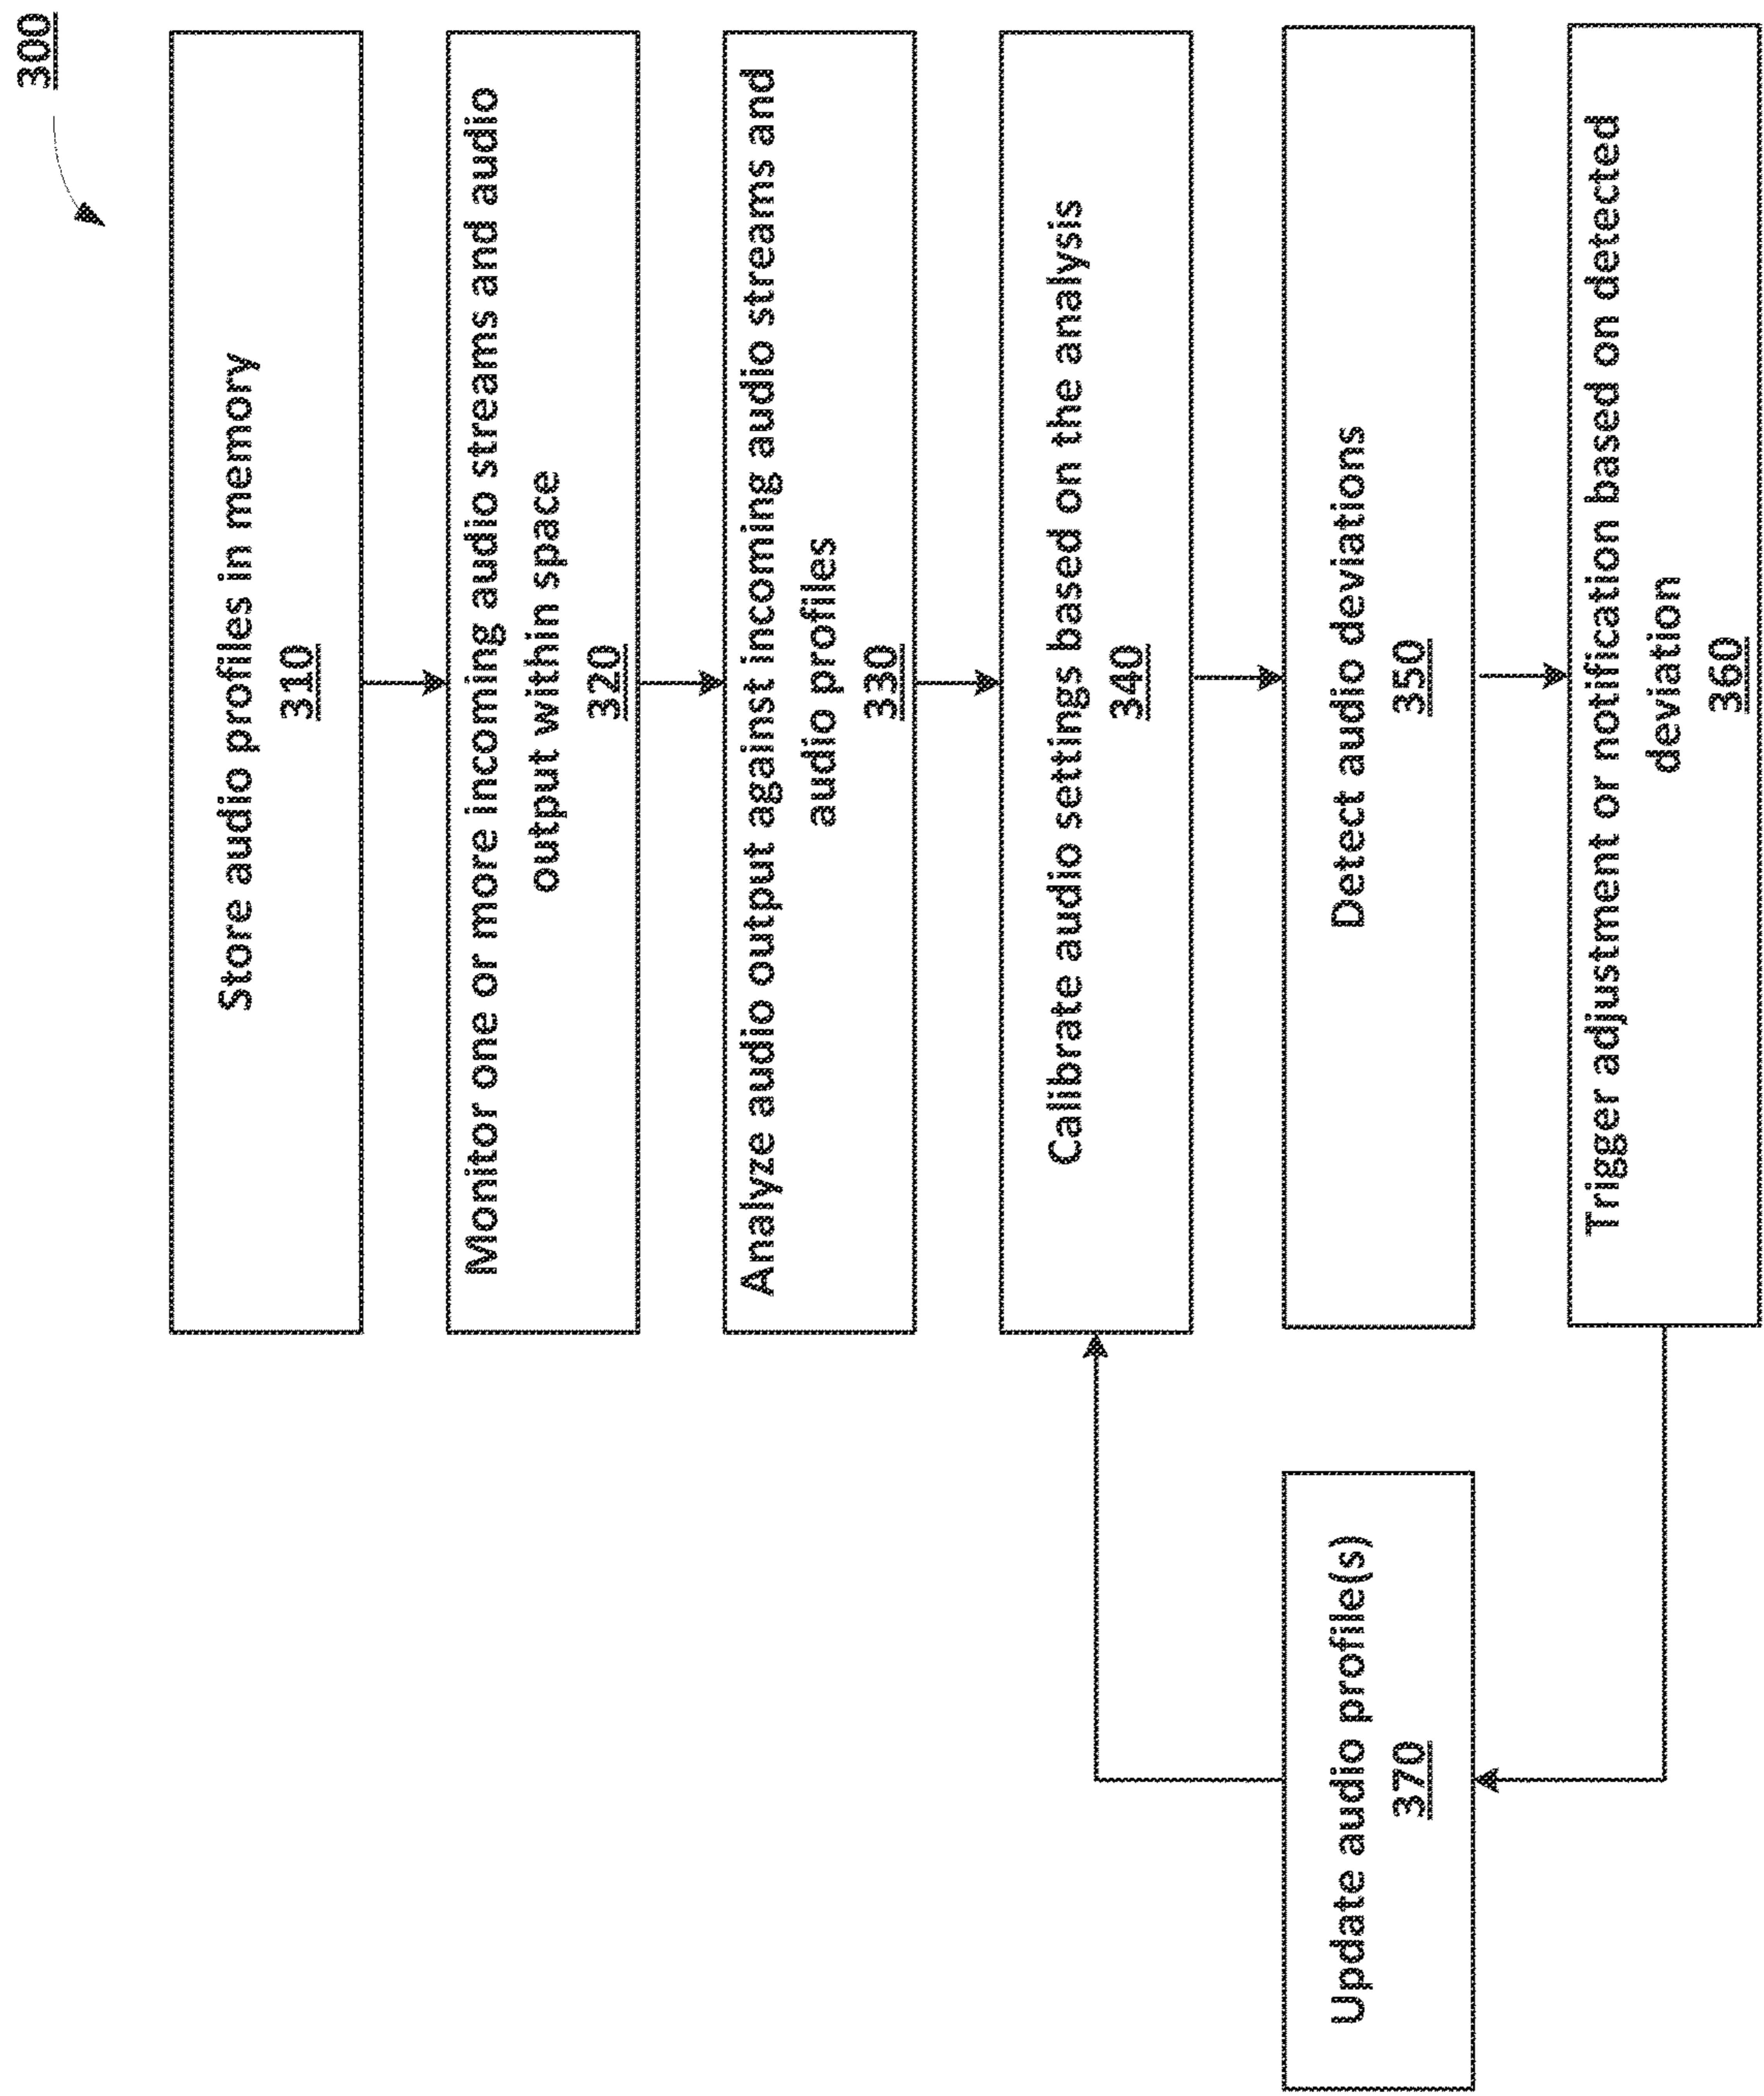 300
Store audio profiles in memory
310
Monitor one or more incoming audio streams and audio
output within space
320
Analyze audio output against incoming audio streams and
audio profiles
330
Calibrate audio settings based on the analysis
340
Detect audio deviations
350
Trigger adjustment or notification based on detected
deviation
360
Update audio profile(s)
370